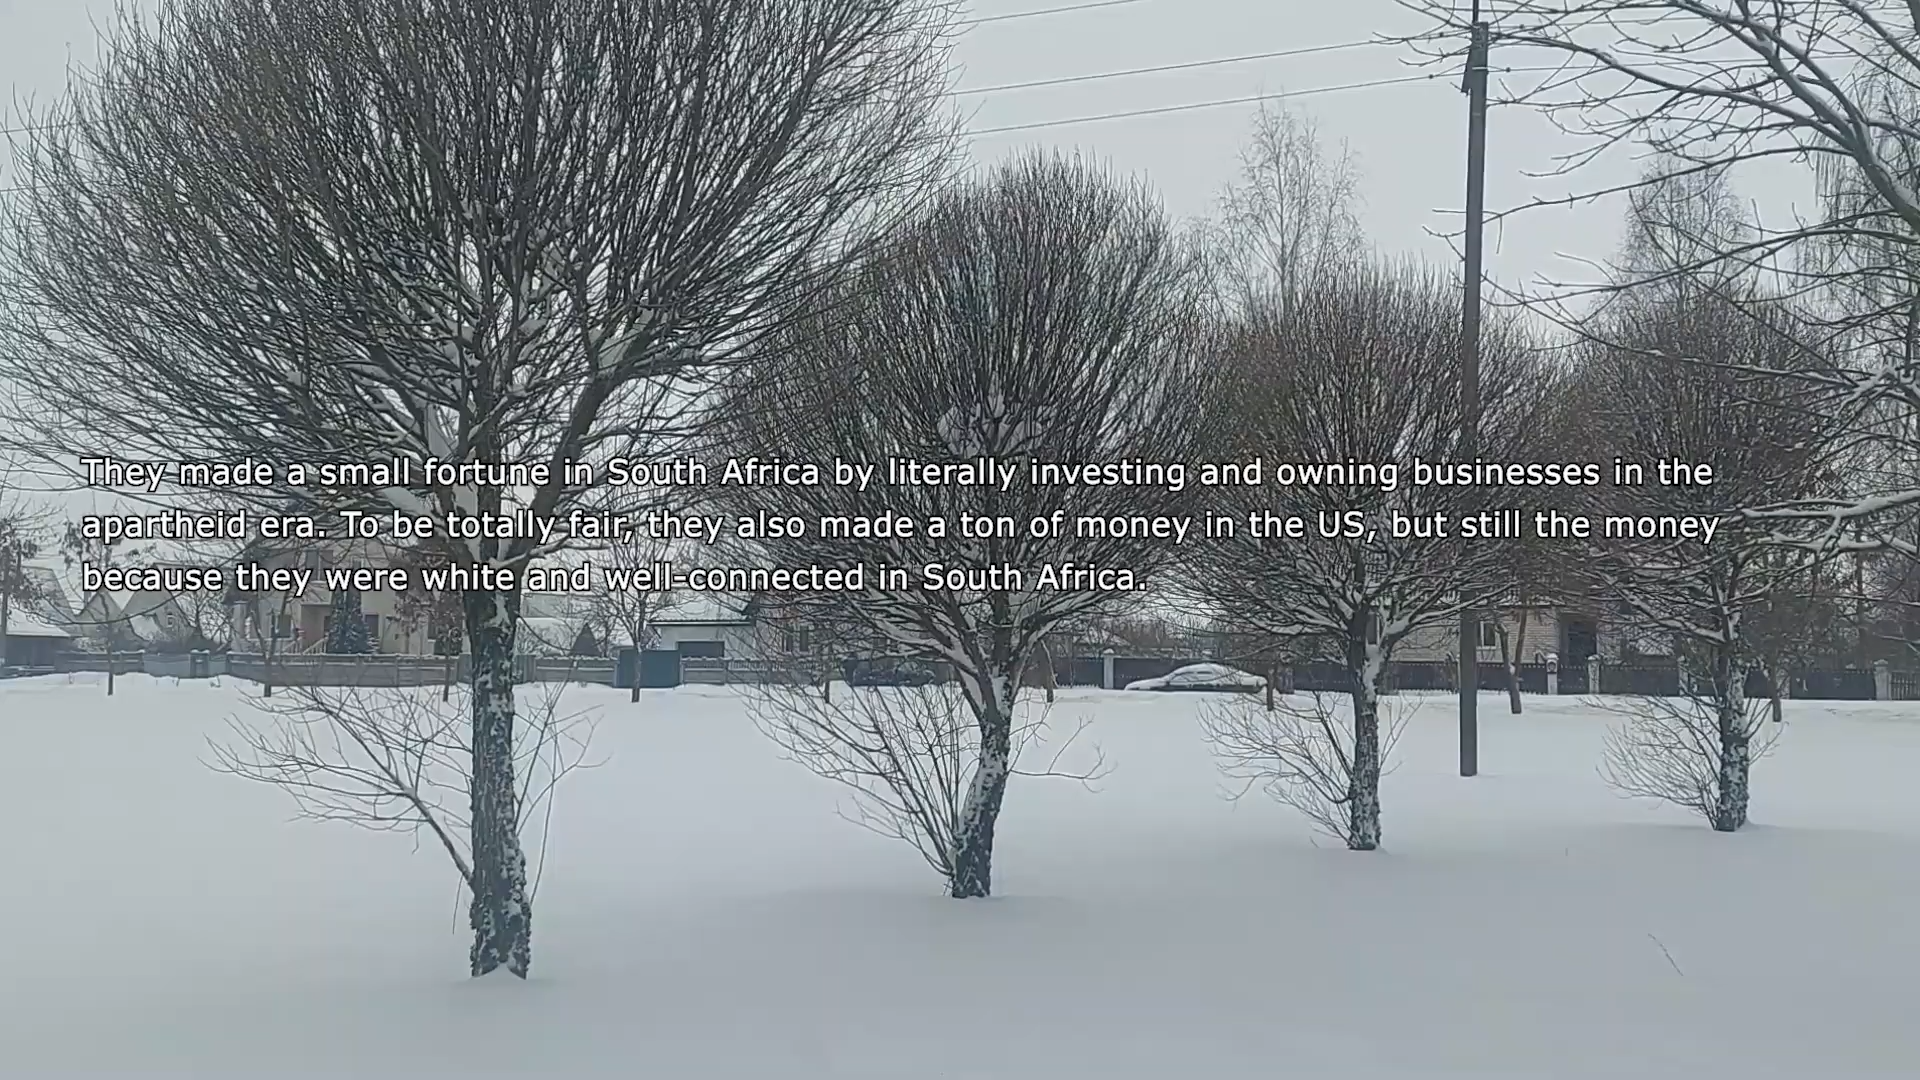 They made a small fortune in South Africa by literally investing and owning businesses in the
apartheid era. To be totally fair, they also made a ton of money in the US, but still the money
because they were white and well-connected in South Africa.